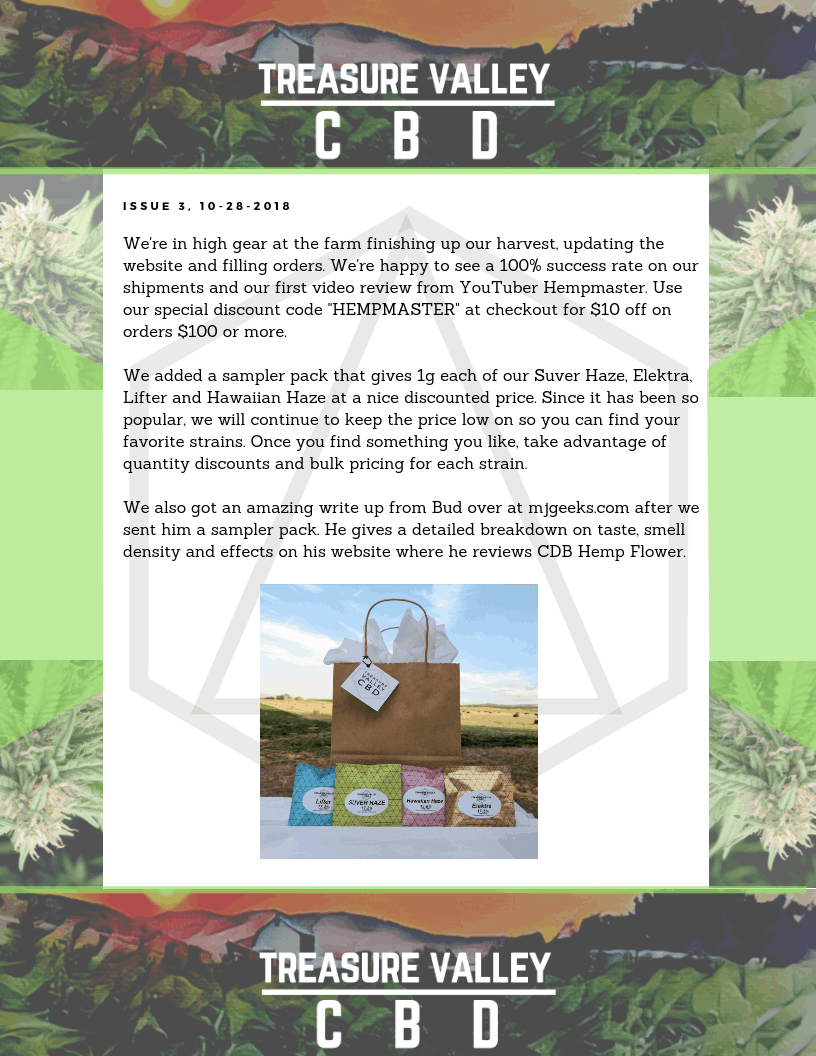 TREASURE VALLEY
C B D
ISSUE 3, 10-28-2018
We're in high gear at the farm finishing up our harvest, updating the
website and filling orders. We're happy to see a 100% success rate on our
shipments and our first video review from YouTuber Hempmaster. Use
our special discount code "HEMPMASTER" at checkout for $10 off on
orders $100 or more.
We added a sampler pack that gives 1g each of our Suver Haze, Elektra,
Lifter and Hawaiian Haze at a nice discounted price. Since it has been so
popular, we will continue to keep the price low on so you can find your
favorite strains. Once you find something you like, take advantage of
quantity discounts and bulk pricing for each strain.
We also got an amazing write up from Bud over at mjgeeks.com after we
sent him a sampler pack. He gives a detailed breakdown on taste, smell
density and effects on his website where he reviews CDB Hemp Flower.
TREASURE
VALLEY
CBD
Lifter
SUVER HAZE
Hawaiian Haze
Elektra
TREASURE VALLEY
C B D